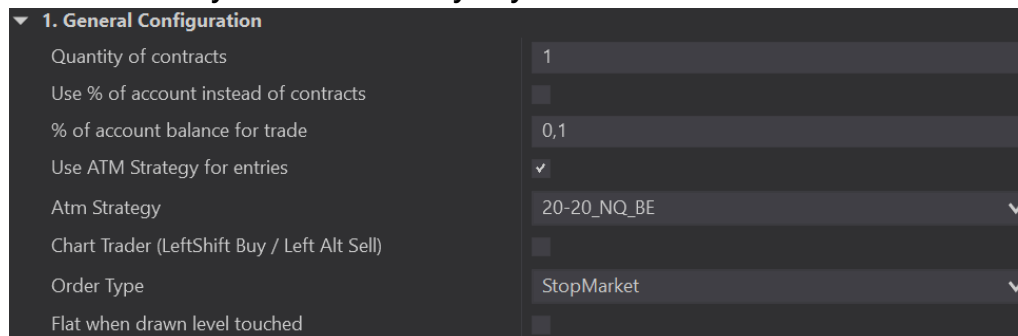 1. General Configuration
Quantity of contracts 1
Use % of account instead of contracts
% of account balance for trade 0,1
Use ATM Strategy for entries
Atm Strategy 20-20_NQ_BE
Chart Trader (LeftShift Buy / Left Alt Sell)
Order Type StopMarket
Flat when drawn level touched